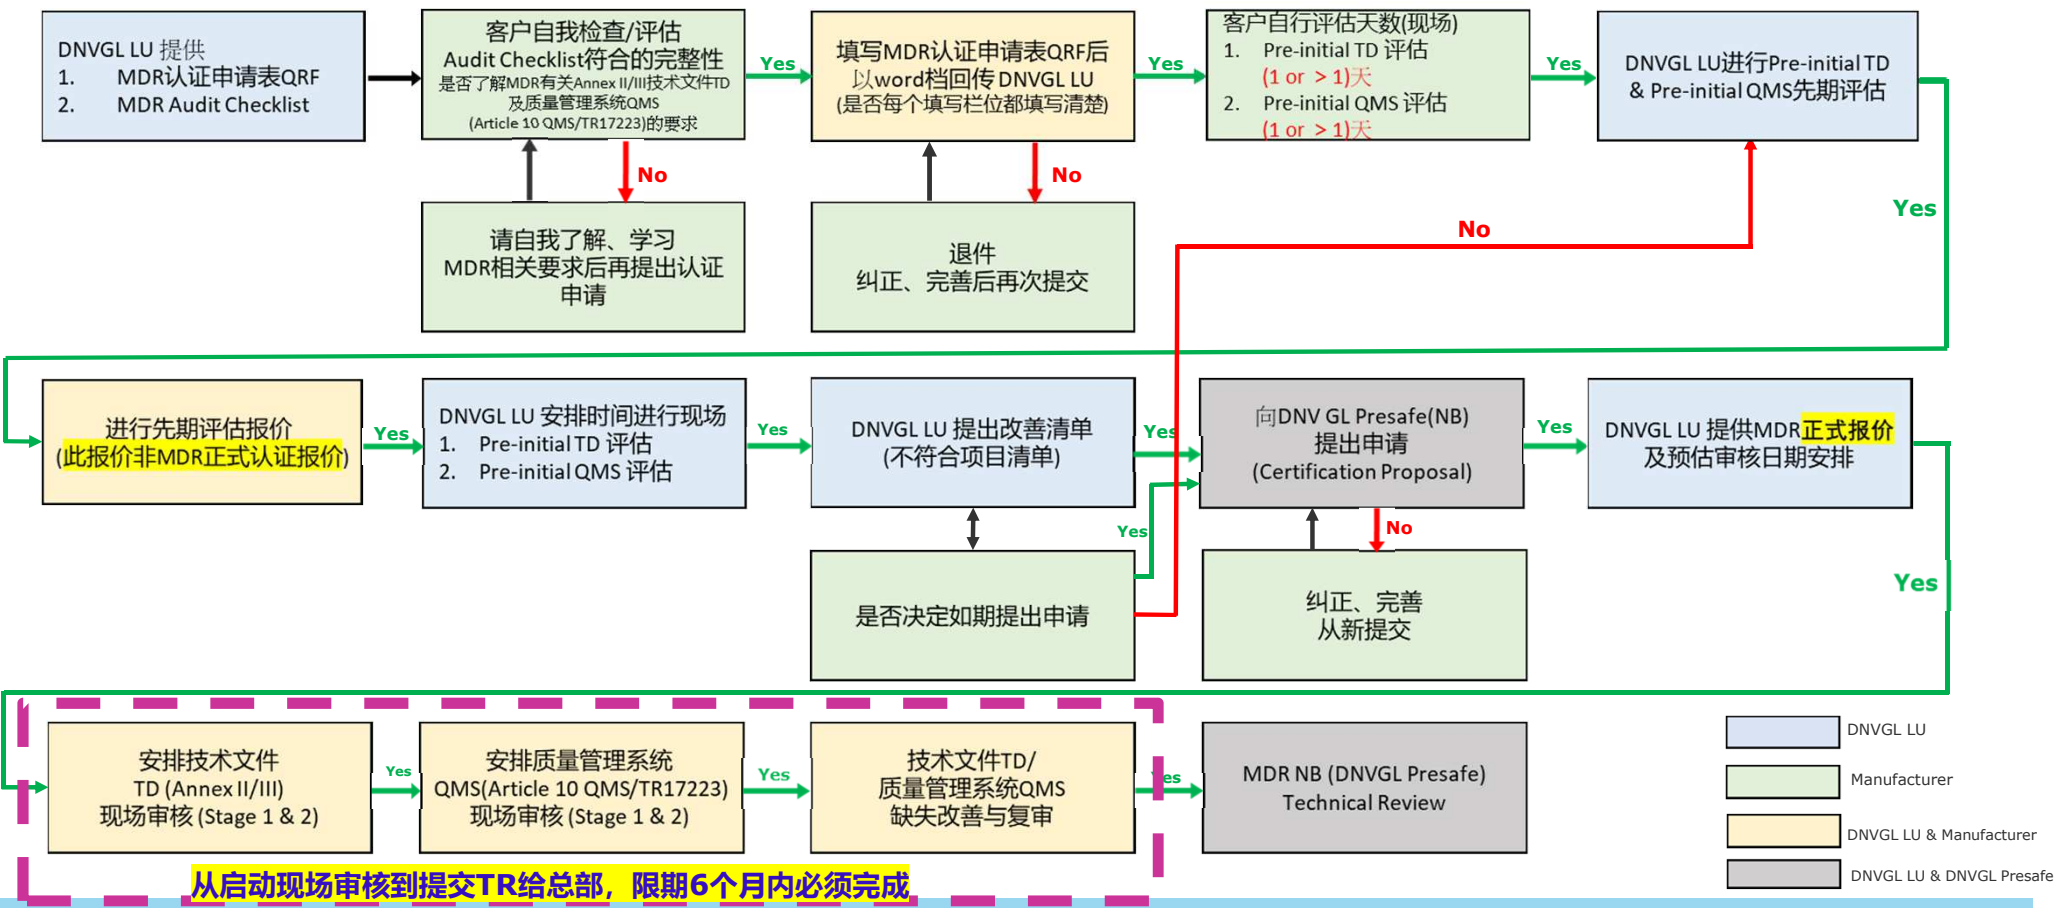 DNVGL LU 提供
1. MDR认证申请表QRF
2. MDR Audit Checklist
客户自我检查/评估
Audit Checklist符合的完整性
是否了解MDR有关Annex II/III技术文件TD
及质量管理系统QMS
(Article 10 QMS/TR17223)的要求
Yes
填写MDR认证申请表QRF后
以word档回传 DNVGL LU
(是否每个填写栏位都填写清楚)
Yes
客户自行评估天数(现场)
1. Pre-initial TD 评估
(1 or > 1)天
2. Pre-initial QMS 评估
(1 or > 1)天
Yes
DNVGL LU进行Pre-initial TD
& Pre-initial QMS先期评估
No
No
Yes
请自我了解、学习
MDR相关要求后再提出认证
申请
退件
纠正、完善后再次提交
No
进行先期评估报价
(此报价非MDR正式认证报价)
Yes
DNVGL LU 安排时间进行现场
1. Pre-initial TD 评估
2. Pre-initial QMS 评估
Yes
DNVGL LU 提出改善清单
(不符合项目清单)
Yes
向DNV GL Presafe(NB)
提出申请
(Certification Proposal)
Yes
DNVGL LU 提供MDR正式报价
及预估审核日期安排
Yes
No
是否决定如期提出申请
纠正、完善
从新提交
Yes
安排技术文件
TD (Annex II/III)
现场审核 (Stage 1 & 2)
Yes
安排质量管理系统
QMS(Article 10 QMS/TR17223)
现场审核 (Stage 1 & 2)
Yes
技术文件TD/
质量管理系统QMS
缺失改善与复审
Yes
MDR NB (DNVGL Presafe)
Technical Review
从启动现场审核到提交TR给总部，限期6个月内必须完成
DNVGL LU
Manufacturer
DNVGL LU & Manufacturer
DNVGL LU & DNVGL Presafe